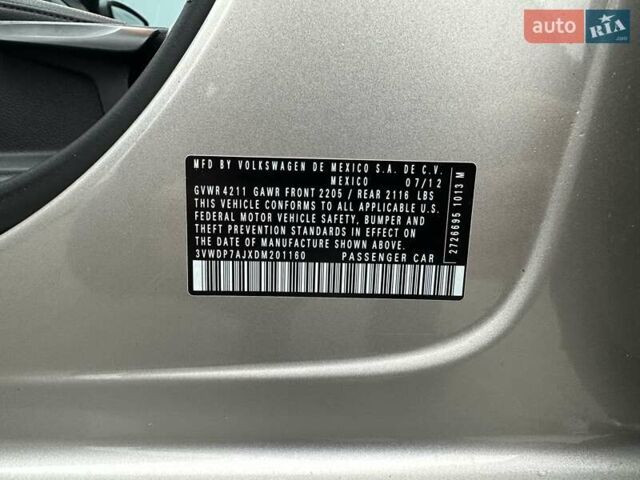 auto RIA
.com
MFD BY VOLKSWAGEN DE MEXICO S.A. DE C.V.
MEXICO 07/12
GVWR 4211 GAWR FRONT 2205 / REAR 2116 LBS
THIS VEHICLE CONFORMS TO ALL APPLICABLE U.S.
FEDERAL MOTOR VEHICLE SAFETY, BUMPER AND
THEFT PREVENTION STANDARDS IN EFFECT ON THE
DATE OF MANUFACTURE SHOWN ABOVE.
3VWDP7AJXDM201160 PASSENGER CAR
2726695 1013 M